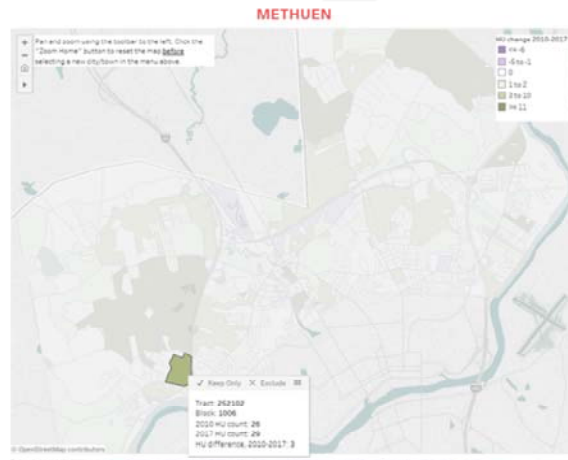 METHUEN
Pan and zoom using the toolbar to the left. Click the
"Zoom Home" button to reset the map before
selecting a new city/town in the menu above.
HU change 2010-2017
<= -6
-5 to -1
0
1 to 2
3 to 10
>= 11
✓ Keep Only × Exclude
Tract: 252102
Block: 1006
2010 HU count: 26
2017 HU count: 29
HU difference, 2010-2017: 3
© OpenStreetMap contributors